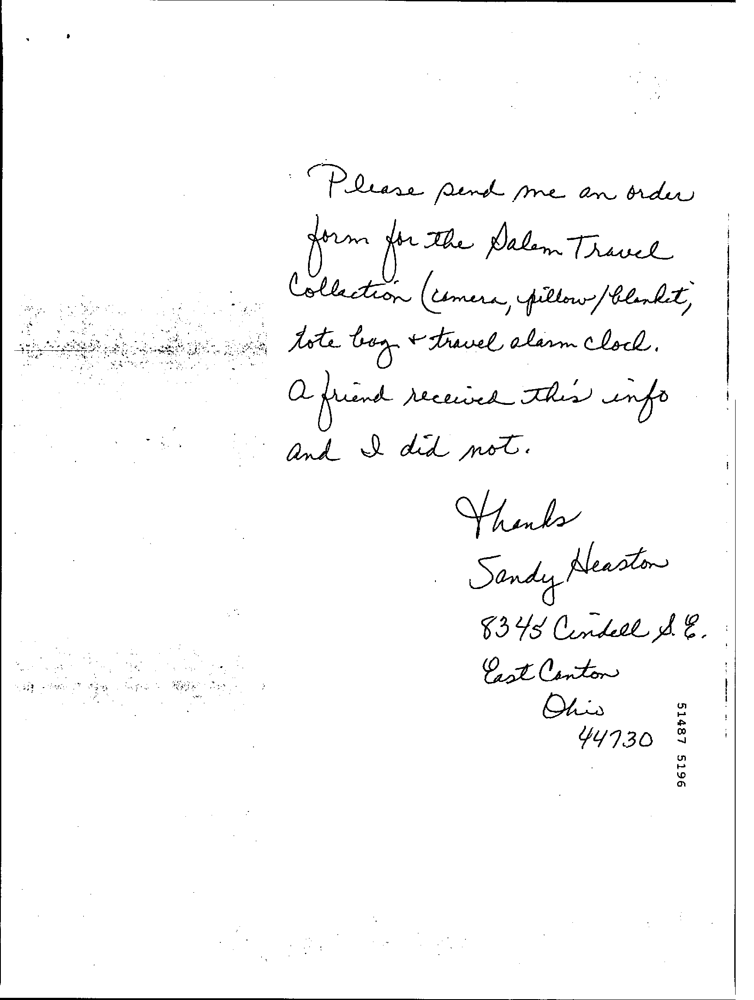 Please send me an order
form for the Salem Travel
Collection (camera, pillow/blanket,
tote bag + travel alarm clock.
A friend received this info
and I did not.
Thanks
Sandy Heaston
8345 Cindell S.E.
East Canton
Ohio
44730
51487 5196